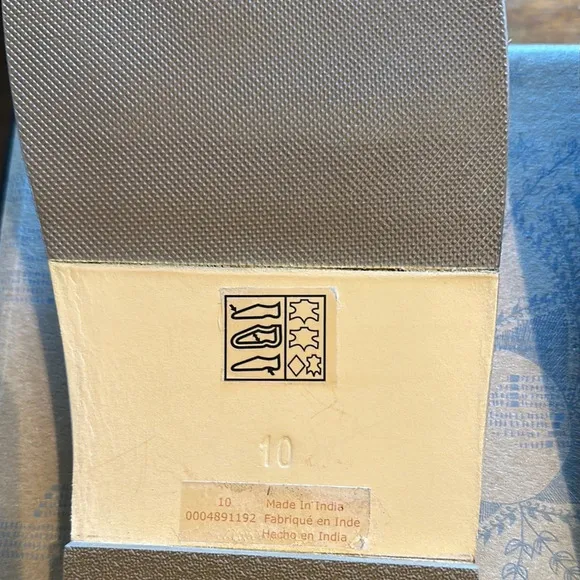 10
10 Made in India
0004891192 Fabriqué en Inde
Hecho en India